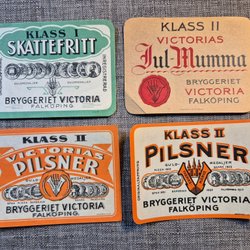 KLASS I
SKATTEFRITT
BRYGGERIET VICTORIA
FALKÖPING
KLASS II
VICTORIAS
Jul-Mumma
BRYGGERIET VICTORIA
FALKÖPING
KLASS II
VICTORIAS
PILSNER
BRYGGERIET VICTORIA
FALKÖPING.
KLASS II
PILSNER
BRYGGERIET VICTORIA
FALKÖPING.